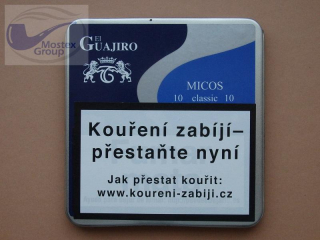 Mostex
Group
El
GUAJIRO
MICOS
10 classic 10
Kouření zabíjí–
přestaňte nyní
Jak přestat kouřit:
www.koureni-zabiji.cz